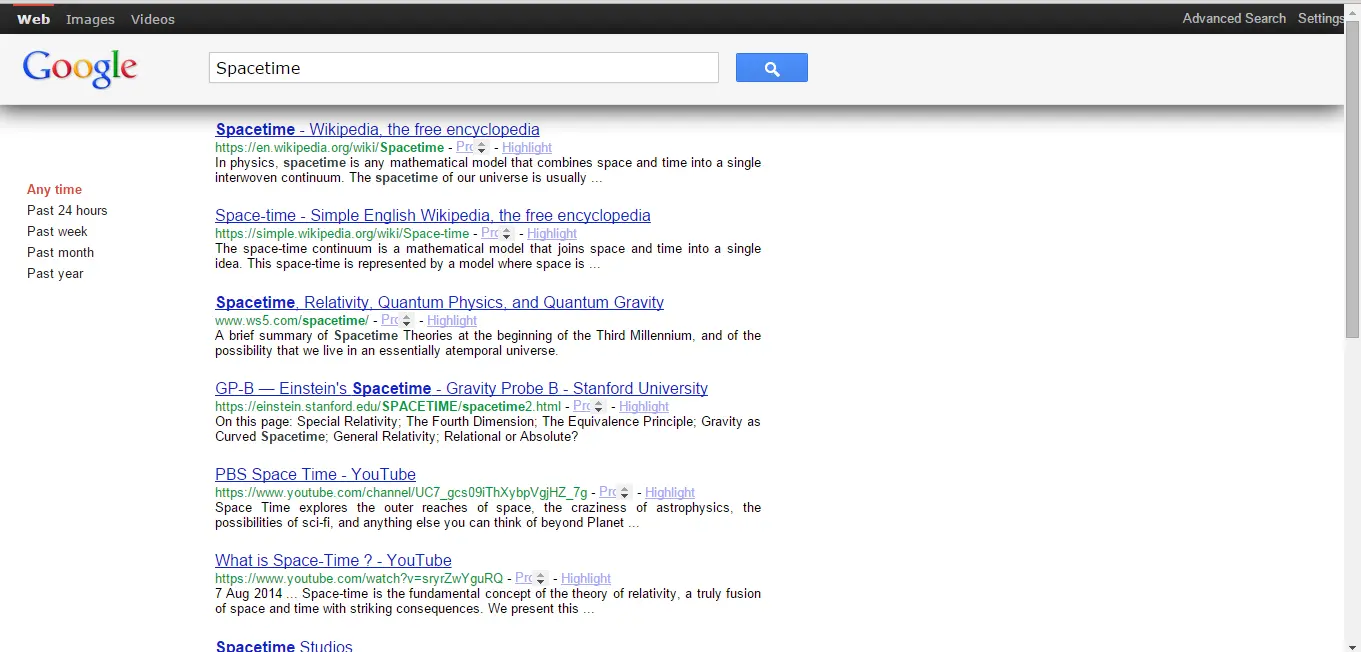 Web Images Videos
Advanced Search Settings
Google
Spacetime
Any time
Past 24 hours
Past week
Past month
Past year
Spacetime - Wikipedia, the free encyclopedia
https://en.wikipedia.org/wiki/Spacetime - Pro - Highlight
In physics, spacetime is any mathematical model that combines space and time into a single
interwoven continuum. The spacetime of our universe is usually ...
Space-time - Simple English Wikipedia, the free encyclopedia
https://simple.wikipedia.org/wiki/Space-time - Pro - Highlight
The space-time continuum is a mathematical model that joins space and time into a single
idea. This space-time is represented by a model where space is ...
Spacetime, Relativity, Quantum Physics, and Quantum Gravity
www.ws5.com/spacetime/ - Pro - Highlight
A brief summary of Spacetime Theories at the beginning of the Third Millennium, and of the
possibility that we live in an essentially atemporal universe.
GP-B — Einstein's Spacetime - Gravity Probe B - Stanford University
https://einstein.stanford.edu/SPACETIME/spacetime2.html - Pro - Highlight
On this page: Special Relativity; The Fourth Dimension; The Equivalence Principle; Gravity as
Curved Spacetime; General Relativity; Relational or Absolute?
PBS Space Time - YouTube
https://www.youtube.com/channel/UC7_gcs09iThXybpVgjHZ_7g - Pro - Highlight
Space Time explores the outer reaches of space, the craziness of astrophysics, the
possibilities of sci-fi, and anything else you can think of beyond Planet ...
What is Space-Time ? - YouTube
https://www.youtube.com/watch?v=sryrZwYguRQ - Pro - Highlight
7 Aug 2014 ... Space-time is the fundamental concept of the theory of relativity, a truly fusion
of space and time with striking consequences. We present this ...
Spacetime Studios